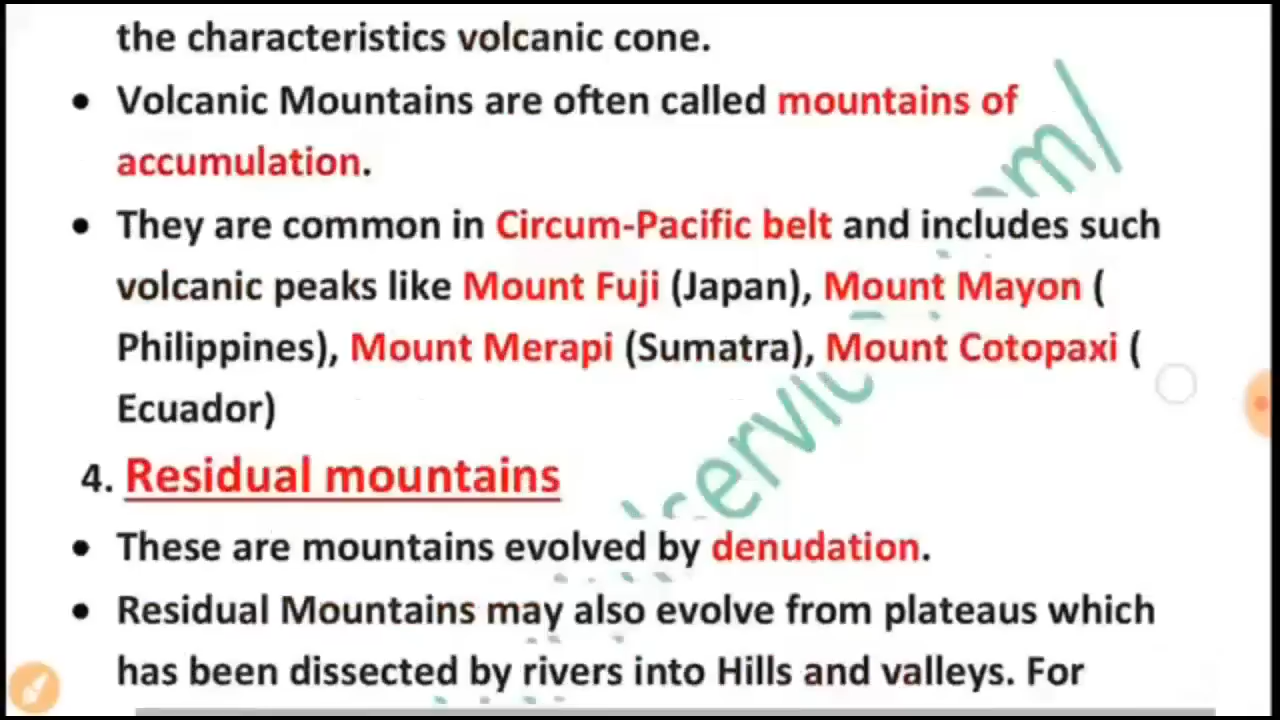 the characteristics volcanic cone.
• Volcanic Mountains are often called mountains of
accumulation.
• They are common in Circum-Pacific belt and includes such
volcanic peaks like Mount Fuji (Japan), Mount Mayon (
Philippines), Mount Merapi (Sumatra), Mount Cotopaxi (
Ecuador)
4. Residual mountains
• These are mountains evolved by denudation.
• Residual Mountains may also evolve from plateaus which
has been dissected by rivers into Hills and valleys. For